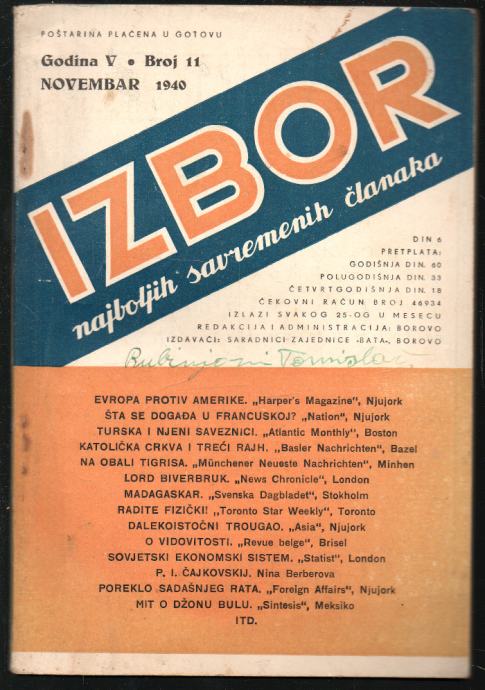 POŠTARINA PLAĆENA U GOTOVU
Godina V • Broj 11
NOVEMBAR 1940
IZBOR
najboljih savremenih članaka
DIN 6
PRETPLATA:
GODIŠNJA DIN. 60
POLUGODIŠNJA DIN. 33
ČETVRTGODIŠNJA DIN. 18
ČEKOVNI RAČUN BROJ 46934
IZLAZI SVAKOG 25-OG U MESECU
REDAKCIJA I ADMINISTRACIJA: BOROVO
IZDAVAČI: SARADNICI ZAJEDNICE »BATA«, BOROVO
Tomislav
EVROPA PROTIV AMERIKE. „Harper's Magazine“, Njujork
ŠTA SE DOGAĐA U FRANCUSKOJ? „Nation“, Njujork
TURSKA I NJENI SAVEZNICI. „Atlantic Monthly“, Boston
KATOLIČKA CRKVA I TREĆI RAJH. „Basler Nachrichten“, Bazel
NA OBALI TIGRISA. „Münchener Neueste Nachrichten“, Minhen
LORD BIVERBRUK. „News Chronicle“, London
MADAGASKAR. „Svenska Dagbladet“, Stokholm
RADITE FIZIČKI! „Toronto Star Weekly“, Toronto
DALEKOISTOČNI TROUGAO. „Asia“, Njujork
O VIDOVITOSTI. „Revue belge“, Brisel
SOVJETSKI EKONOMSKI SISTEM. „Statist“, London
P. I. ČAJKOVSKIJ. Nina Berberova
POREKLO SADAŠNJEG RATA. „Foreign Affairs“, Njujork
MIT O DŽONU BULU. „Sintesis“, Meksiko
ITD.